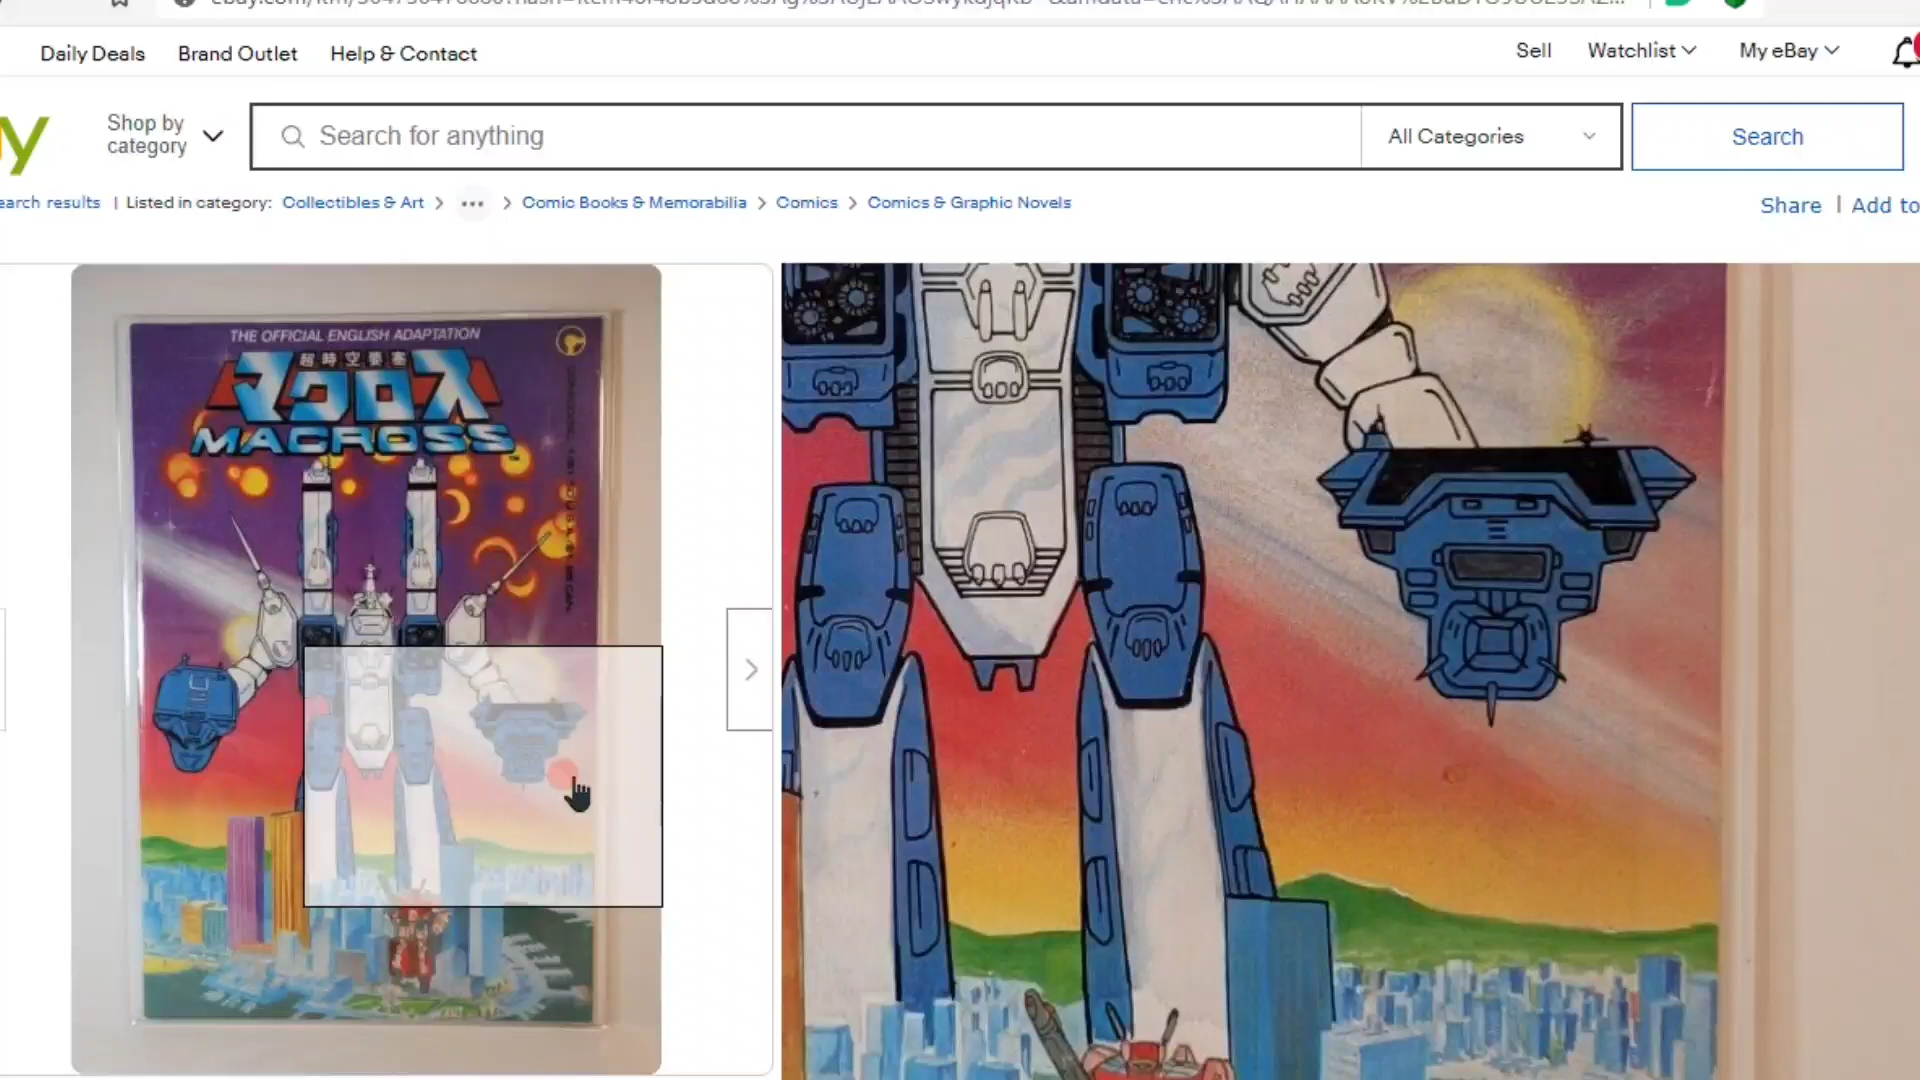 Daily Deals Brand Outlet Help & Contact
Sell Watchlist My eBay
Shop by
category
Search for anything
All Categories
Search
earch results | Listed in category: Collectibles & Art > ••• > Comic Books & Memorabilia > Comics > Comics & Graphic Novels
Share | Add to
THE OFFICIAL ENGLISH ADAPTATION
超時空要塞
マクロス
MACROSS
TM